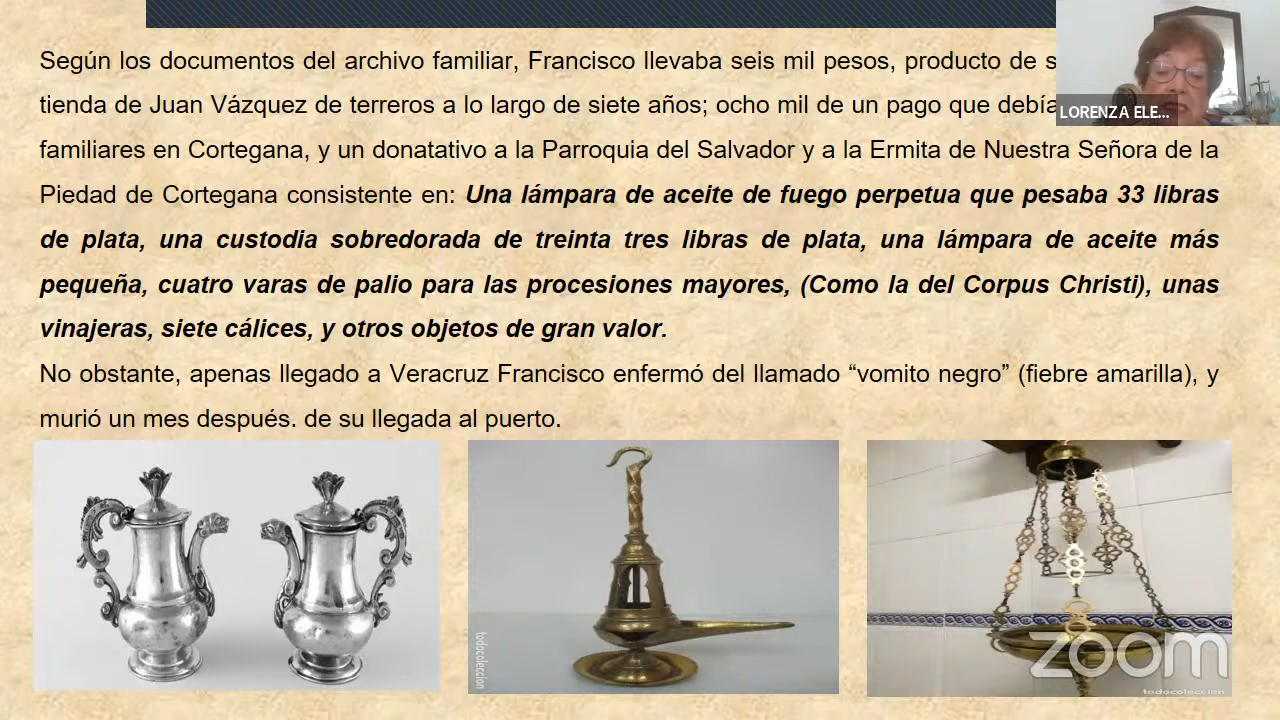 Según los documentos del archivo familiar, Francisco llevaba seis mil pesos, producto de
tienda de Juan Vázquez de terreros a lo largo de siete años; ocho mil de un pago que debía
familiares en Cortegana, y un donatativo a la Parroquia del Salvador y a la Ermita de Nuestra Señora de la
Piedad de Cortegana consistente en: Una lámpara de aceite de fuego perpetua que pesaba 33 libras
de plata, una custodia sobredorada de treinta tres libras de plata, una lámpara de aceite más
pequeña, cuatro varas de palio para las procesiones mayores, (Como la del Corpus Christi), unas
vinajeras, siete cálices, y otros objetos de gran valor.
No obstante, apenas llegado a Veracruz Francisco enfermó del llamado “vomito negro” (fiebre amarilla), y
murió un mes después. de su llegada al puerto.
LORENZA ELE...
todocoleccion
zoom
todocoleccion